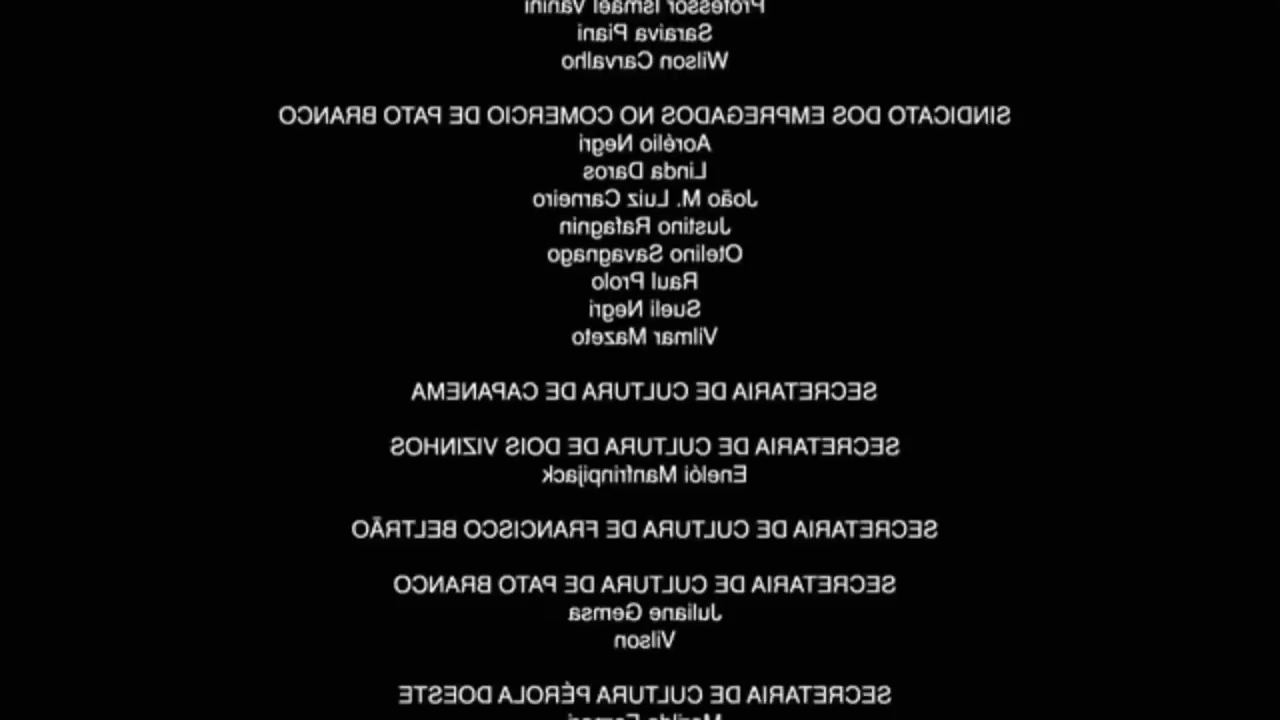 Professor Ismael Vanini
Saraiva Piani
Wilson Carvalho
SINDICATO DOS EMPREGADOS NO COMERCIO DE PATO BRANCO
Aorélio Negri
Linda Daros
João M. Luiz Carneiro
Justino Rafagnin
Otelino Savagnago
Raul Prolo
Sueli Negri
Vilmar Mazeto
SECRETARIA DE CULTURA DE CAPANEMA
SECRETARIA DE CULTURA DE DOIS VIZINHOS
Enelói Manfrinpijack
SECRETARIA DE CULTURA DE FRANCISCO BELTRÃO
SECRETARIA DE CULTURA DE PATO BRANCO
Juliane Gemsa
Vilson
SECRETARIA DE CULTURA PÉROLA DOESTE